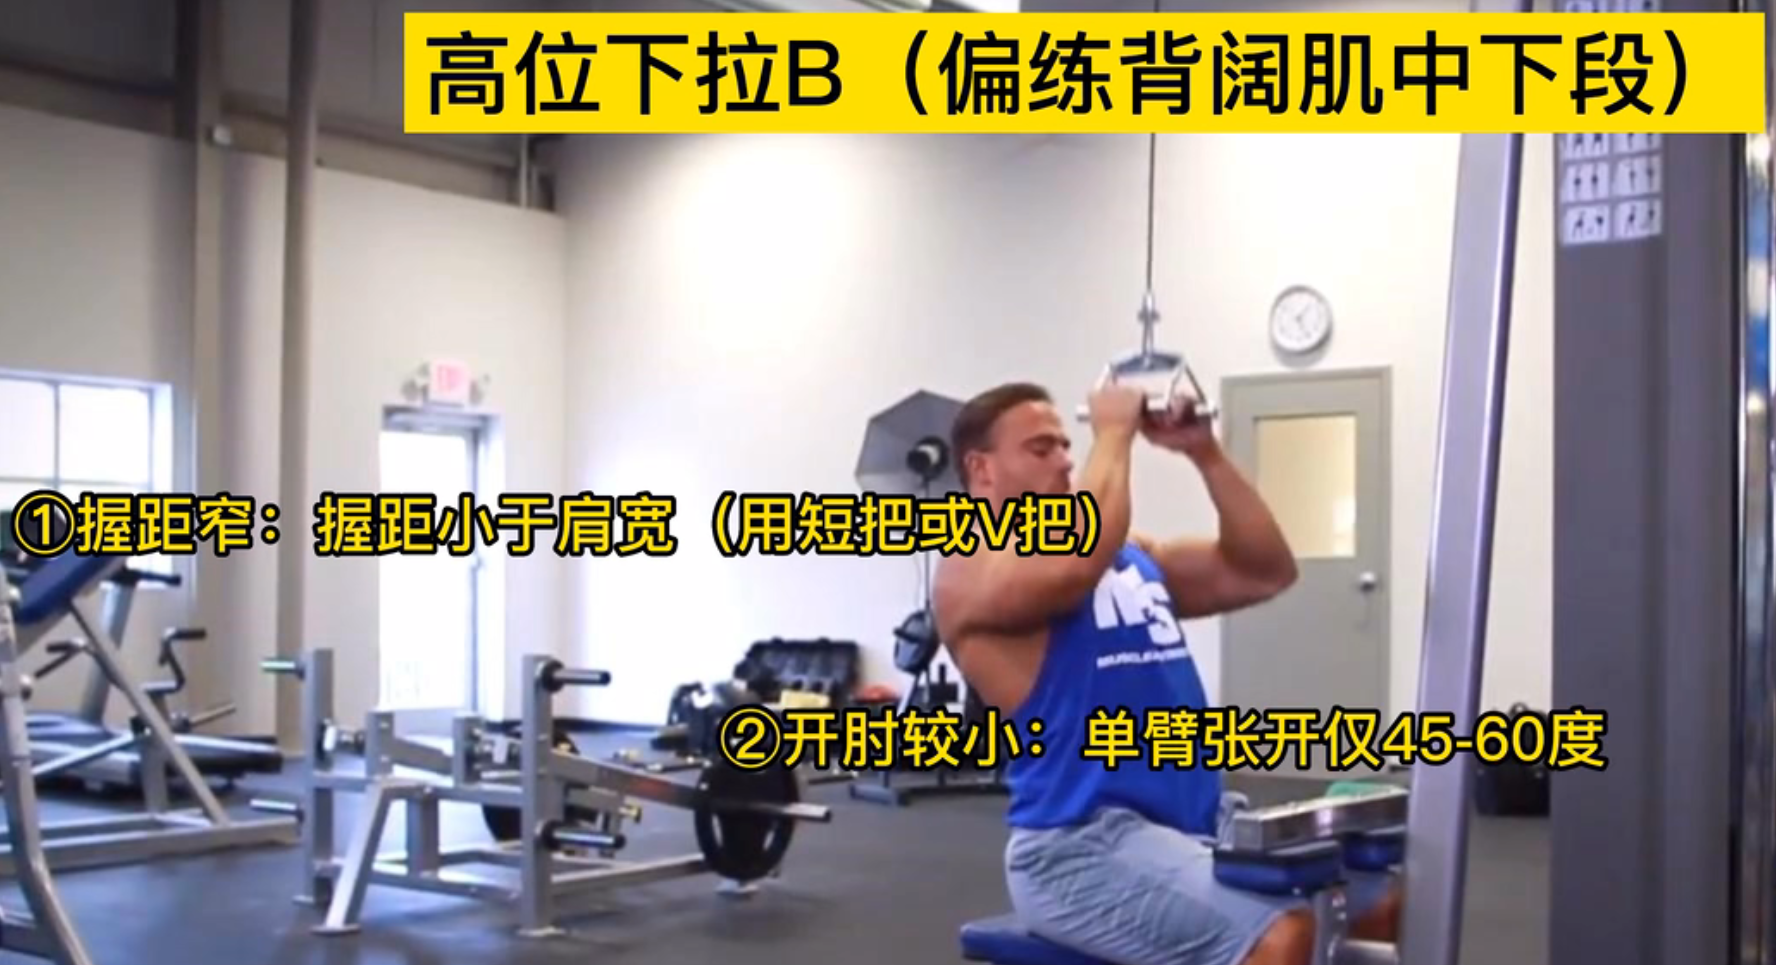 高位下拉B（偏练背阔肌中下段）
EXIT
①握距窄：握距小于肩宽（用短把或V把）
MS
②开肘较小：单臂张开仅45-60度